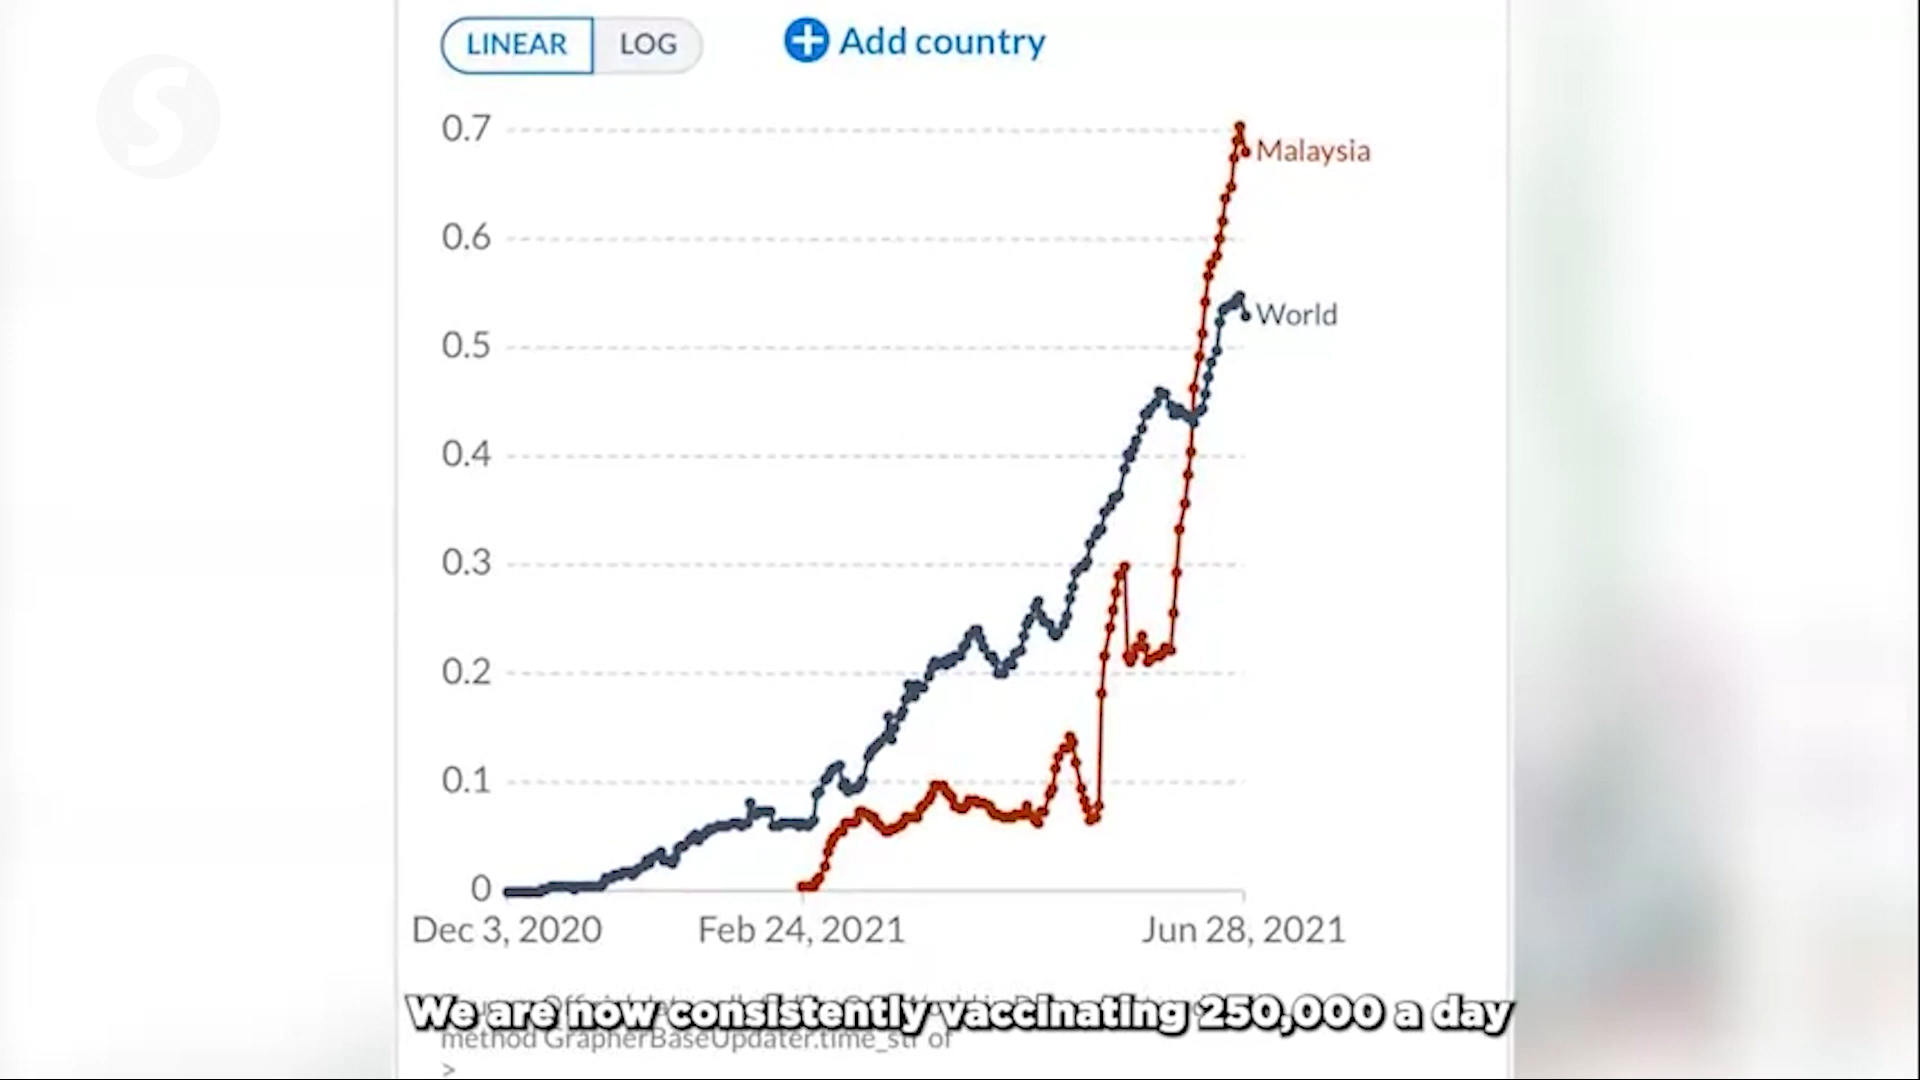 S
LINEAR LOG Add country
0.7
Malaysia
0.6
World
0.5
0.4
0.3
0.2
0.1
0
Dec 3, 2020 Feb 24, 2021 Jun 28, 2021
We are now consistently vaccinating 250,000 a day
method GrapherBaseUpdater.time_str of
>